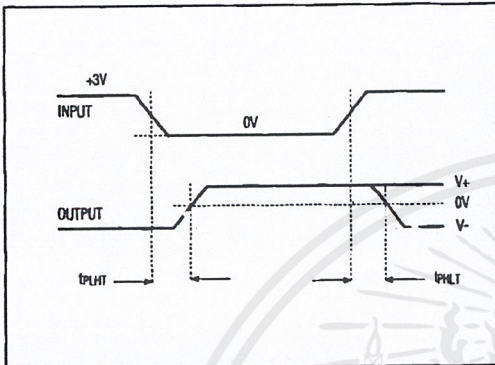 +3V
INPUT
0V
V+
0V
OUTPUT
V-
tPLHT
tPHLT